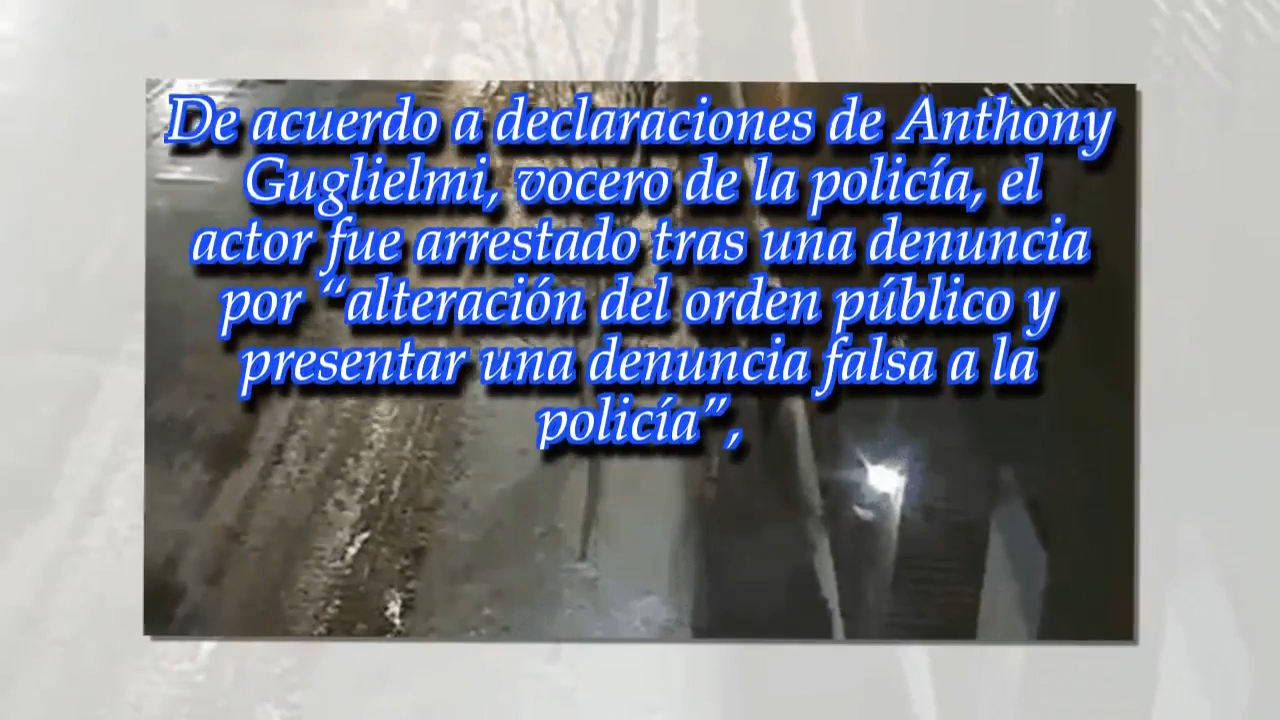 De acuerdo a declaraciones de Anthony
Guglielmi, vocero de la policía, el
actor fue arrestado tras una denuncia
por “alteración del orden público y
presentar una denuncia falsa a la
policía”,